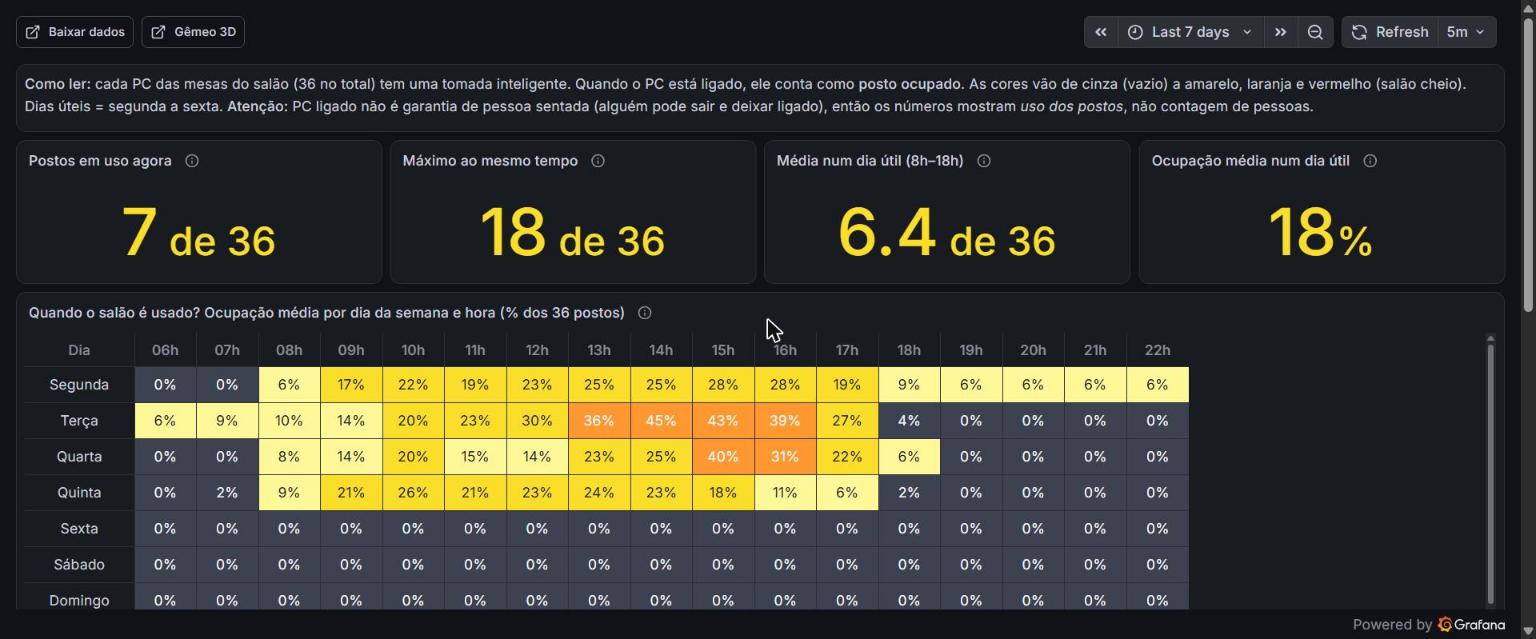 Baixar dados Gêmeo 3D Last 7 days Refresh 5m
Como ler: cada PC das mesas do salão (36 no total) tem uma tomada inteligente. Quando o PC está ligado, ele conta como posto ocupado. As cores vão de cinza (vazio) a amarelo, laranja e vermelho (salão cheio).
Dias úteis = segunda a sexta. Atenção: PC ligado não é garantia de pessoa sentada (alguém pode sair e deixar ligado), então os números mostram uso dos postos, não contagem de pessoas.
Postos em uso agora
7 de 36
Máximo ao mesmo tempo
18 de 36
Média num dia útil (8h–18h)
6.4 de 36
Ocupação média num dia útil
18%
Quando o salão é usado? Ocupação média por dia da semana e hora (% dos 36 postos)
Dia 06h 07h 08h 09h 10h 11h 12h 13h 14h 15h 16h 17h 18h 19h 20h 21h 22h
Segunda 0% 0% 6% 17% 22% 19% 23% 25% 25% 28% 28% 19% 9% 6% 6% 6% 6%
Terça 6% 9% 10% 14% 20% 23% 30% 36% 45% 43% 39% 27% 4% 0% 0% 0% 0%
Quarta 0% 0% 8% 14% 20% 15% 14% 23% 25% 40% 31% 22% 6% 0% 0% 0% 0%
Quinta 0% 2% 9% 21% 26% 21% 23% 24% 23% 18% 11% 6% 2% 0% 0% 0% 0%
Sexta 0% 0% 0% 0% 0% 0% 0% 0% 0% 0% 0% 0% 0% 0% 0% 0% 0%
Sábado 0% 0% 0% 0% 0% 0% 0% 0% 0% 0% 0% 0% 0% 0% 0% 0% 0%
Domingo 0% 0% 0% 0% 0% 0% 0% 0% 0% 0% 0% 0% 0% 0% 0% 0% 0%
Powered by Grafana